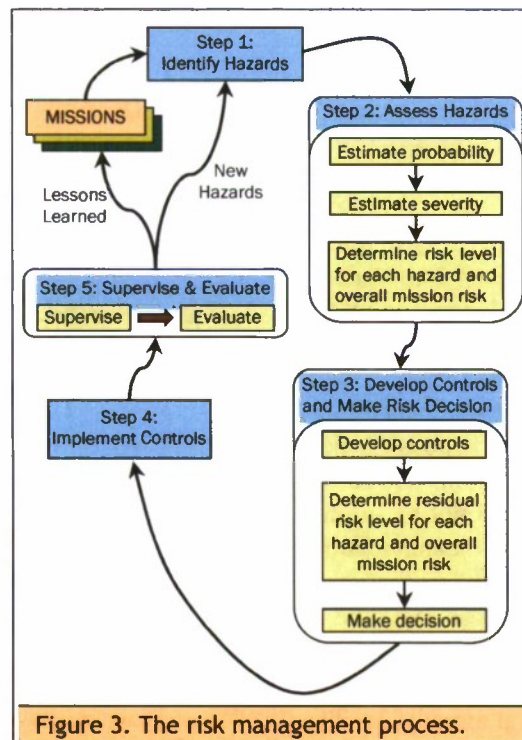 Step 1:
Identify Hazards
MISSIONS
Lessons
Learned
New
Hazards
Step 2: Assess Hazards
Estimate probability
Estimate severity
Determine risk level
for each hazard and
overall mission risk
Step 5: Supervise & Evaluate
Supervise
Evaluate
Step 3: Develop Controls
and Make Risk Decision
Develop controls
Determine residual
risk level for each
hazard and overall
mission risk
Make decision
Step 4:
Implement Controls
Figure 3. The risk management process.